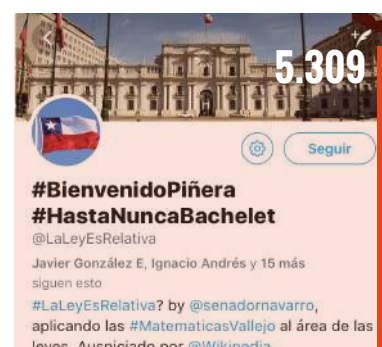 5.309
Seguir
#BienvenidoPiñera
#HastaNuncaBachelet
@LaLeyEsRelativa
Javier González E, Ignacio Andrés y 15 más
siguen esto
#LaLeyEsRelativa? by @senadornavarro,
aplicando las #MatematicasVallejo al área de las
leyes. Auspiciado por @Wikipedia